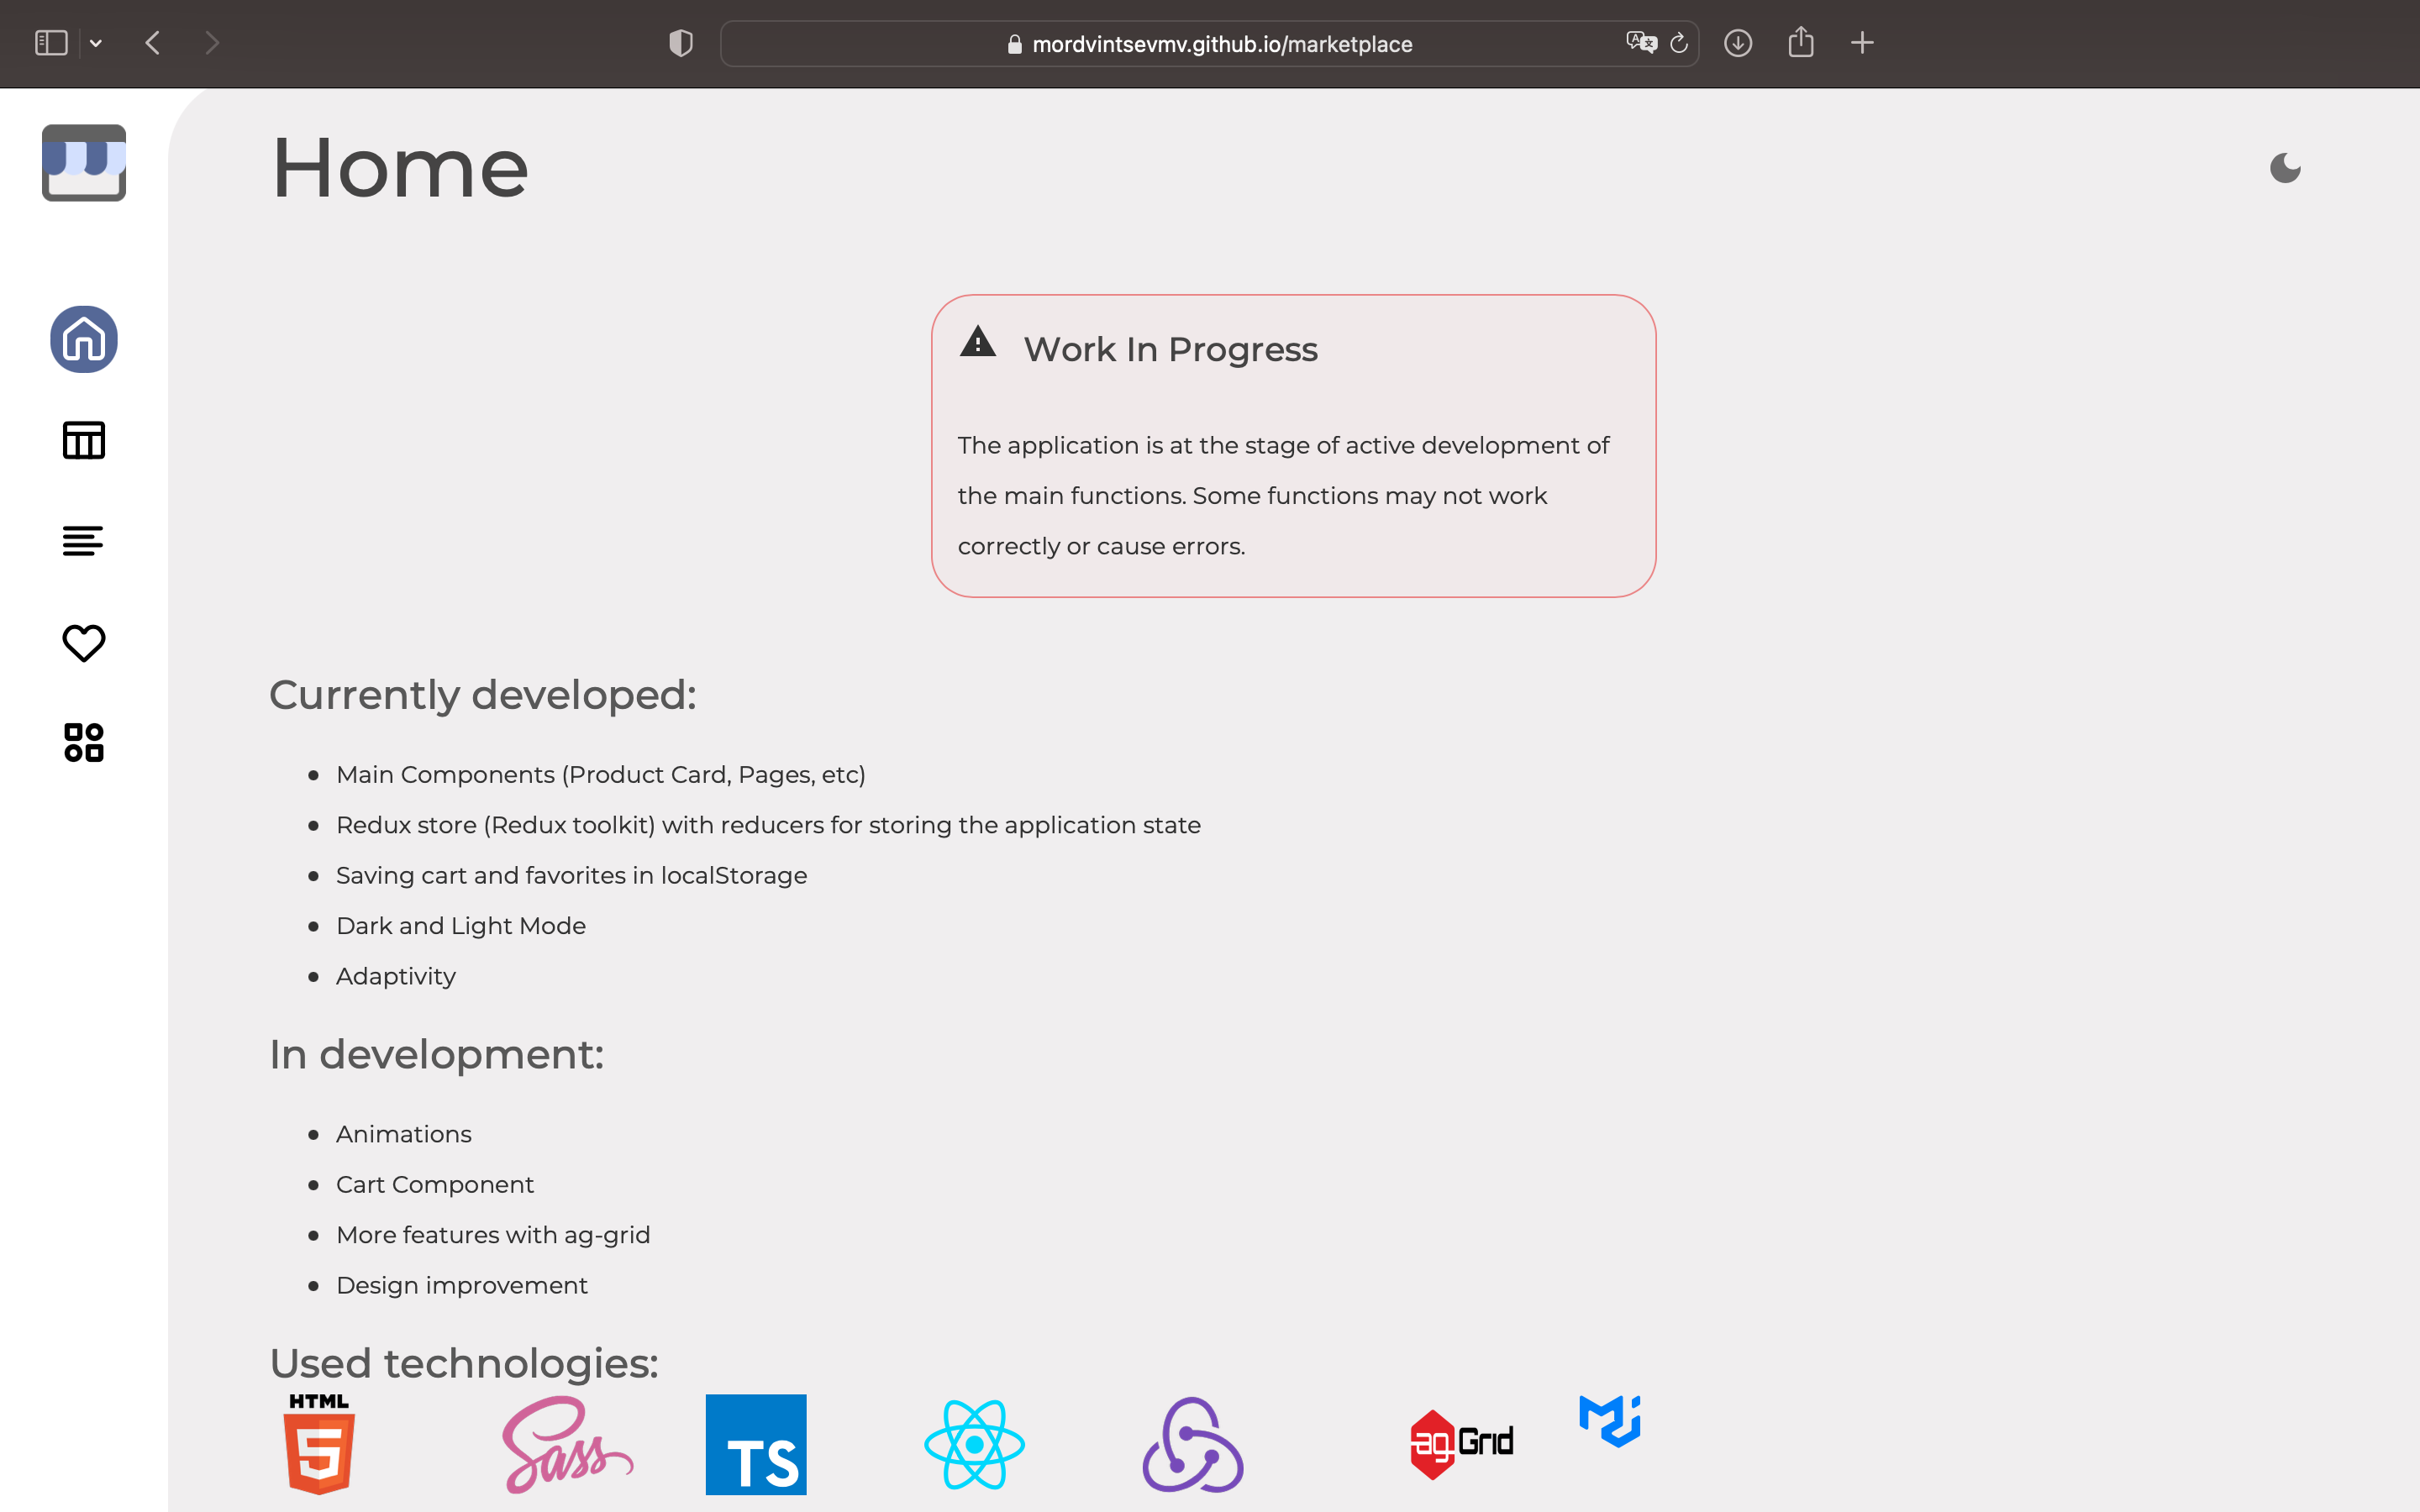 mordvintsevmv.github.io/marketplace
Home
Work In Progress
The application is at the stage of active development of
the main functions. Some functions may not work
correctly or cause errors.
Currently developed:
Main Components (Product Card, Pages, etc)
Redux store (Redux toolkit) with reducers for storing the application state
Saving cart and favorites in localStorage
Dark and Light Mode
Adaptivity
In development:
Animations
Cart Component
More features with ag-grid
Design improvement
Used technologies:
HTML
5
Sass
TS
ag Grid